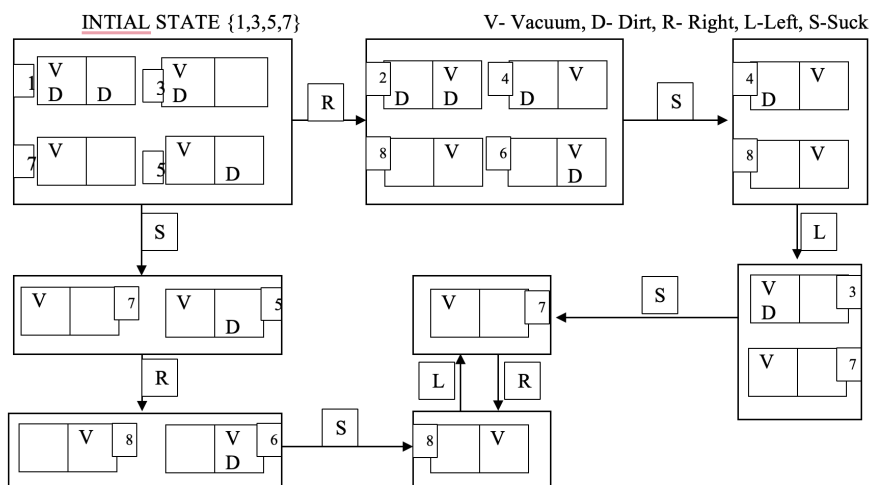 INTIAL STATE {1,3,5,7}
V- Vacuum, D- Dirt, R- Right, L-Left, S-Suck
1 V D D
3 V D
2 D V D
4 D V
4 D V
R
S
7 V
5 V D
8 V
6 V D
8 V
S
L
V 7
V D 5
V 7
S
V D 3
V 7
R
L
R
V 8
V D 6
S
8 V